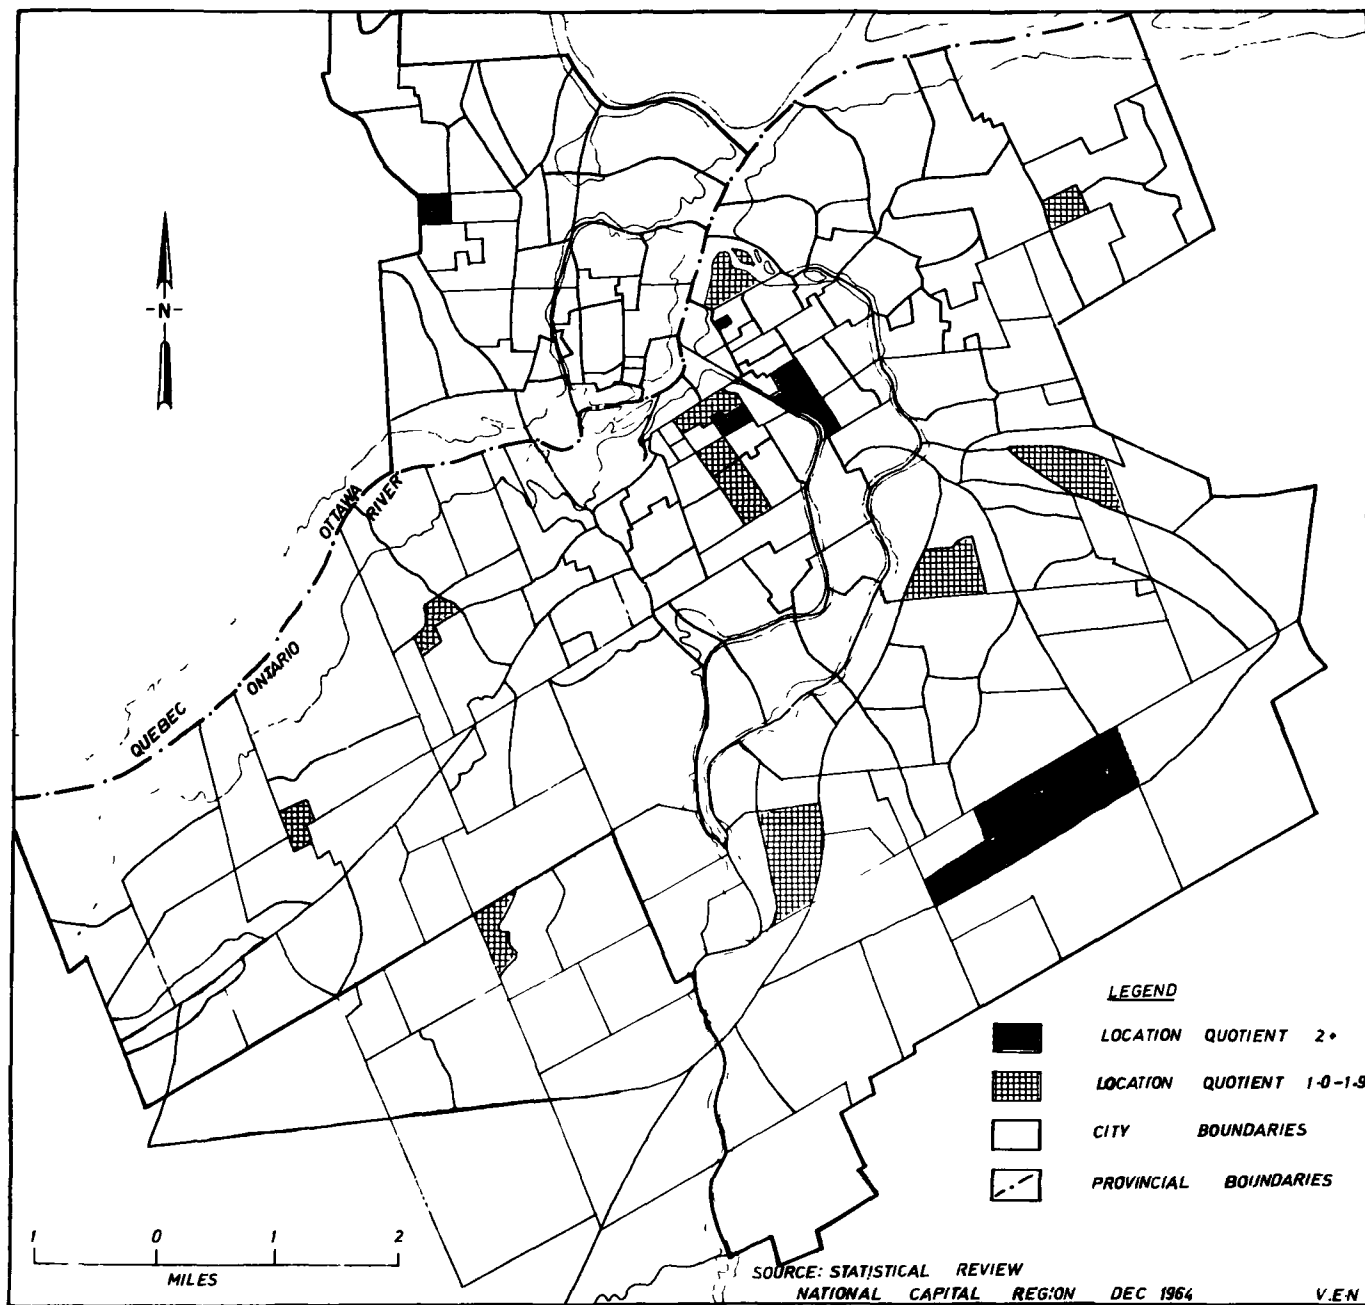 -N-
OTTAWA
RIVER
QUEBEC
ONTARIO
LEGEND
LOCATION QUOTIENT 2+
LOCATION QUOTIENT 1·0-1·9
CITY BOUNDARIES
PROVINCIAL BOUNDARIES
1 0 1 2
MILES
SOURCE: STATISTICAL REVIEW
NATIONAL CAPITAL REGION DEC 1964 V.E.N